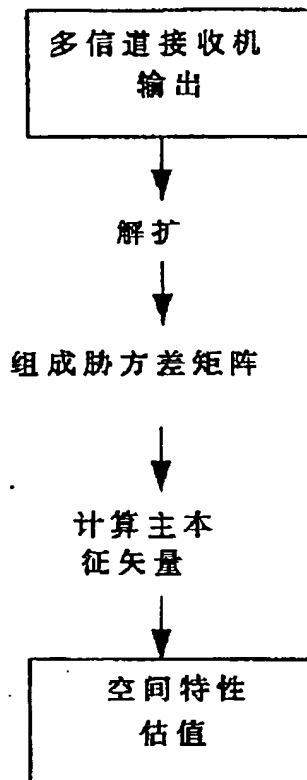 多信道接收机
输出
解扩
组成胁方差矩阵
计算主本
征矢量
空间特性
估值